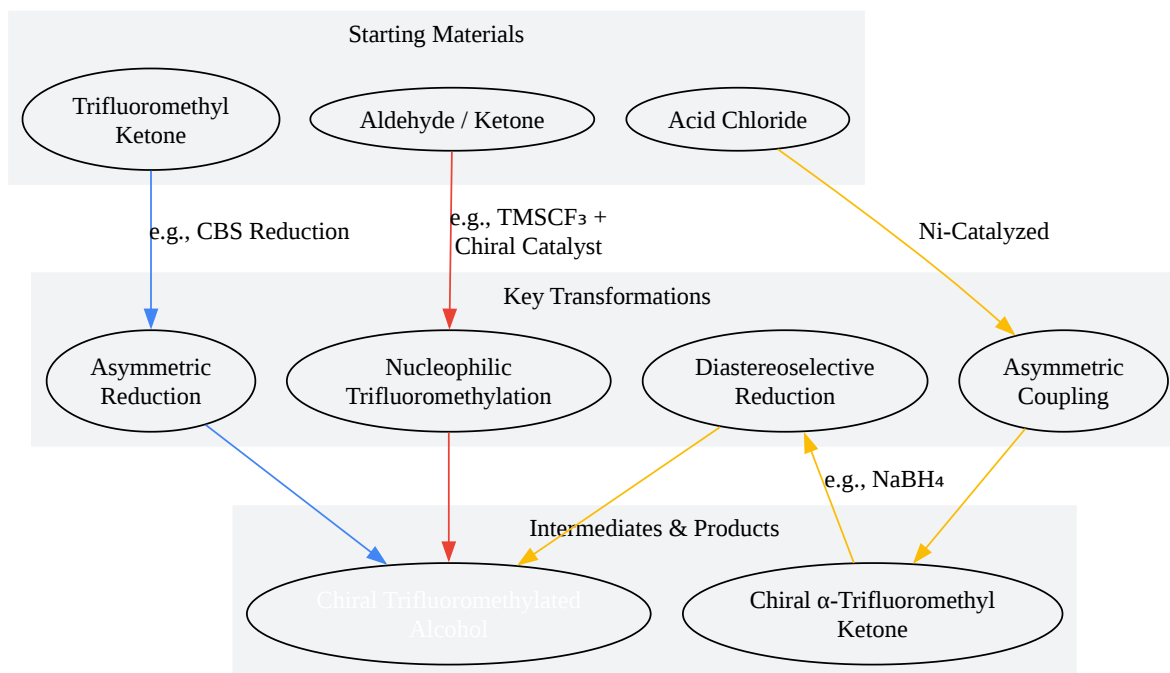 Starting Materials
Trifluoromethyl
Ketone
Aldehyde / Ketone
Acid Chloride
e.g., CBS Reduction
e.g., TMSCF₃ +
Chiral Catalyst
Ni-Catalyzed
Key Transformations
Asymmetric
Reduction
Nucleophilic
Trifluoromethylation
Diastereoselective
Reduction
Asymmetric
Coupling
e.g., NaBH₄
Intermediates & Products
Chiral Trifluoromethylated
Alcohol
Chiral α-Trifluoromethyl
Ketone